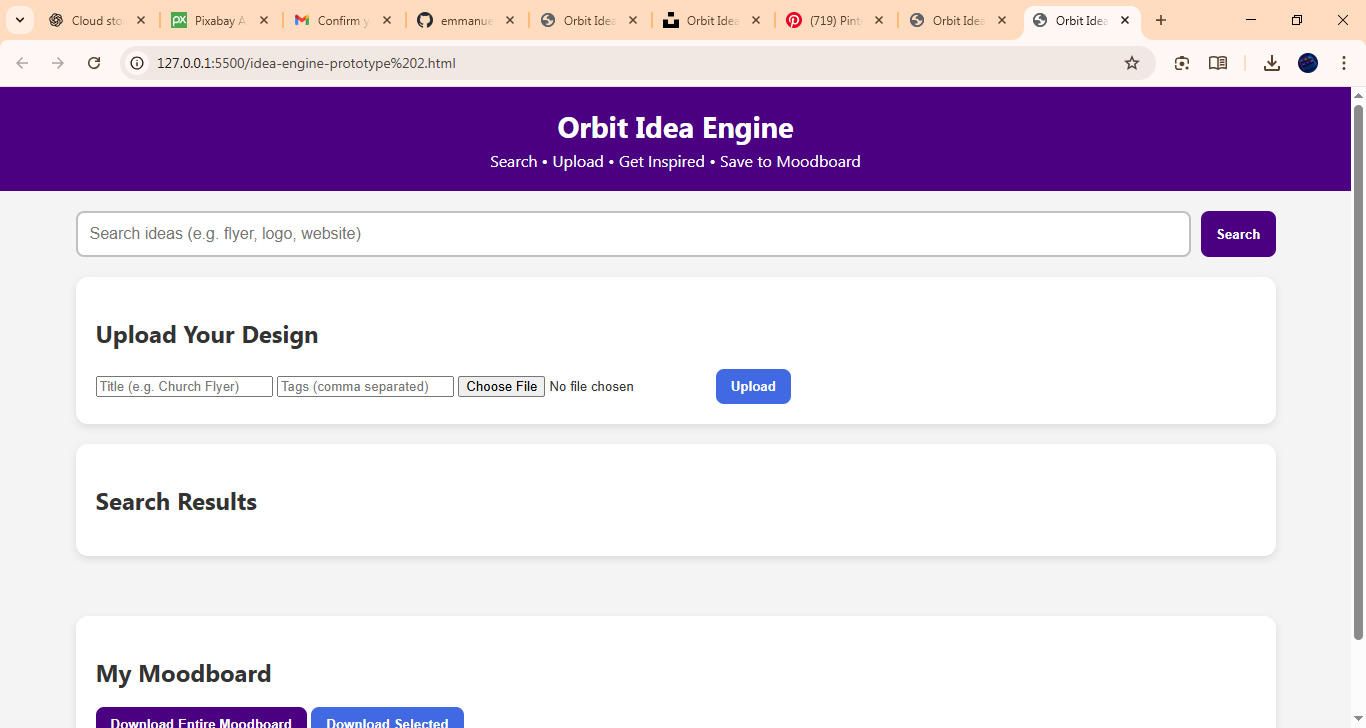 Cloud sto
Pixabay A
Confirm y
emmanue
Orbit Idea
Orbit Idea
(719) Pint
Orbit Idea
Orbit Idea
127.0.0.1:5500/idea-engine-prototype%202.html
Orbit Idea Engine
Search • Upload • Get Inspired • Save to Moodboard
Search ideas (e.g. flyer, logo, website)
Search
Upload Your Design
Title (e.g. Church Flyer)
Tags (comma separated)
Choose File
No file chosen
Upload
Search Results
My Moodboard
Download Entire Moodboard
Download Selected